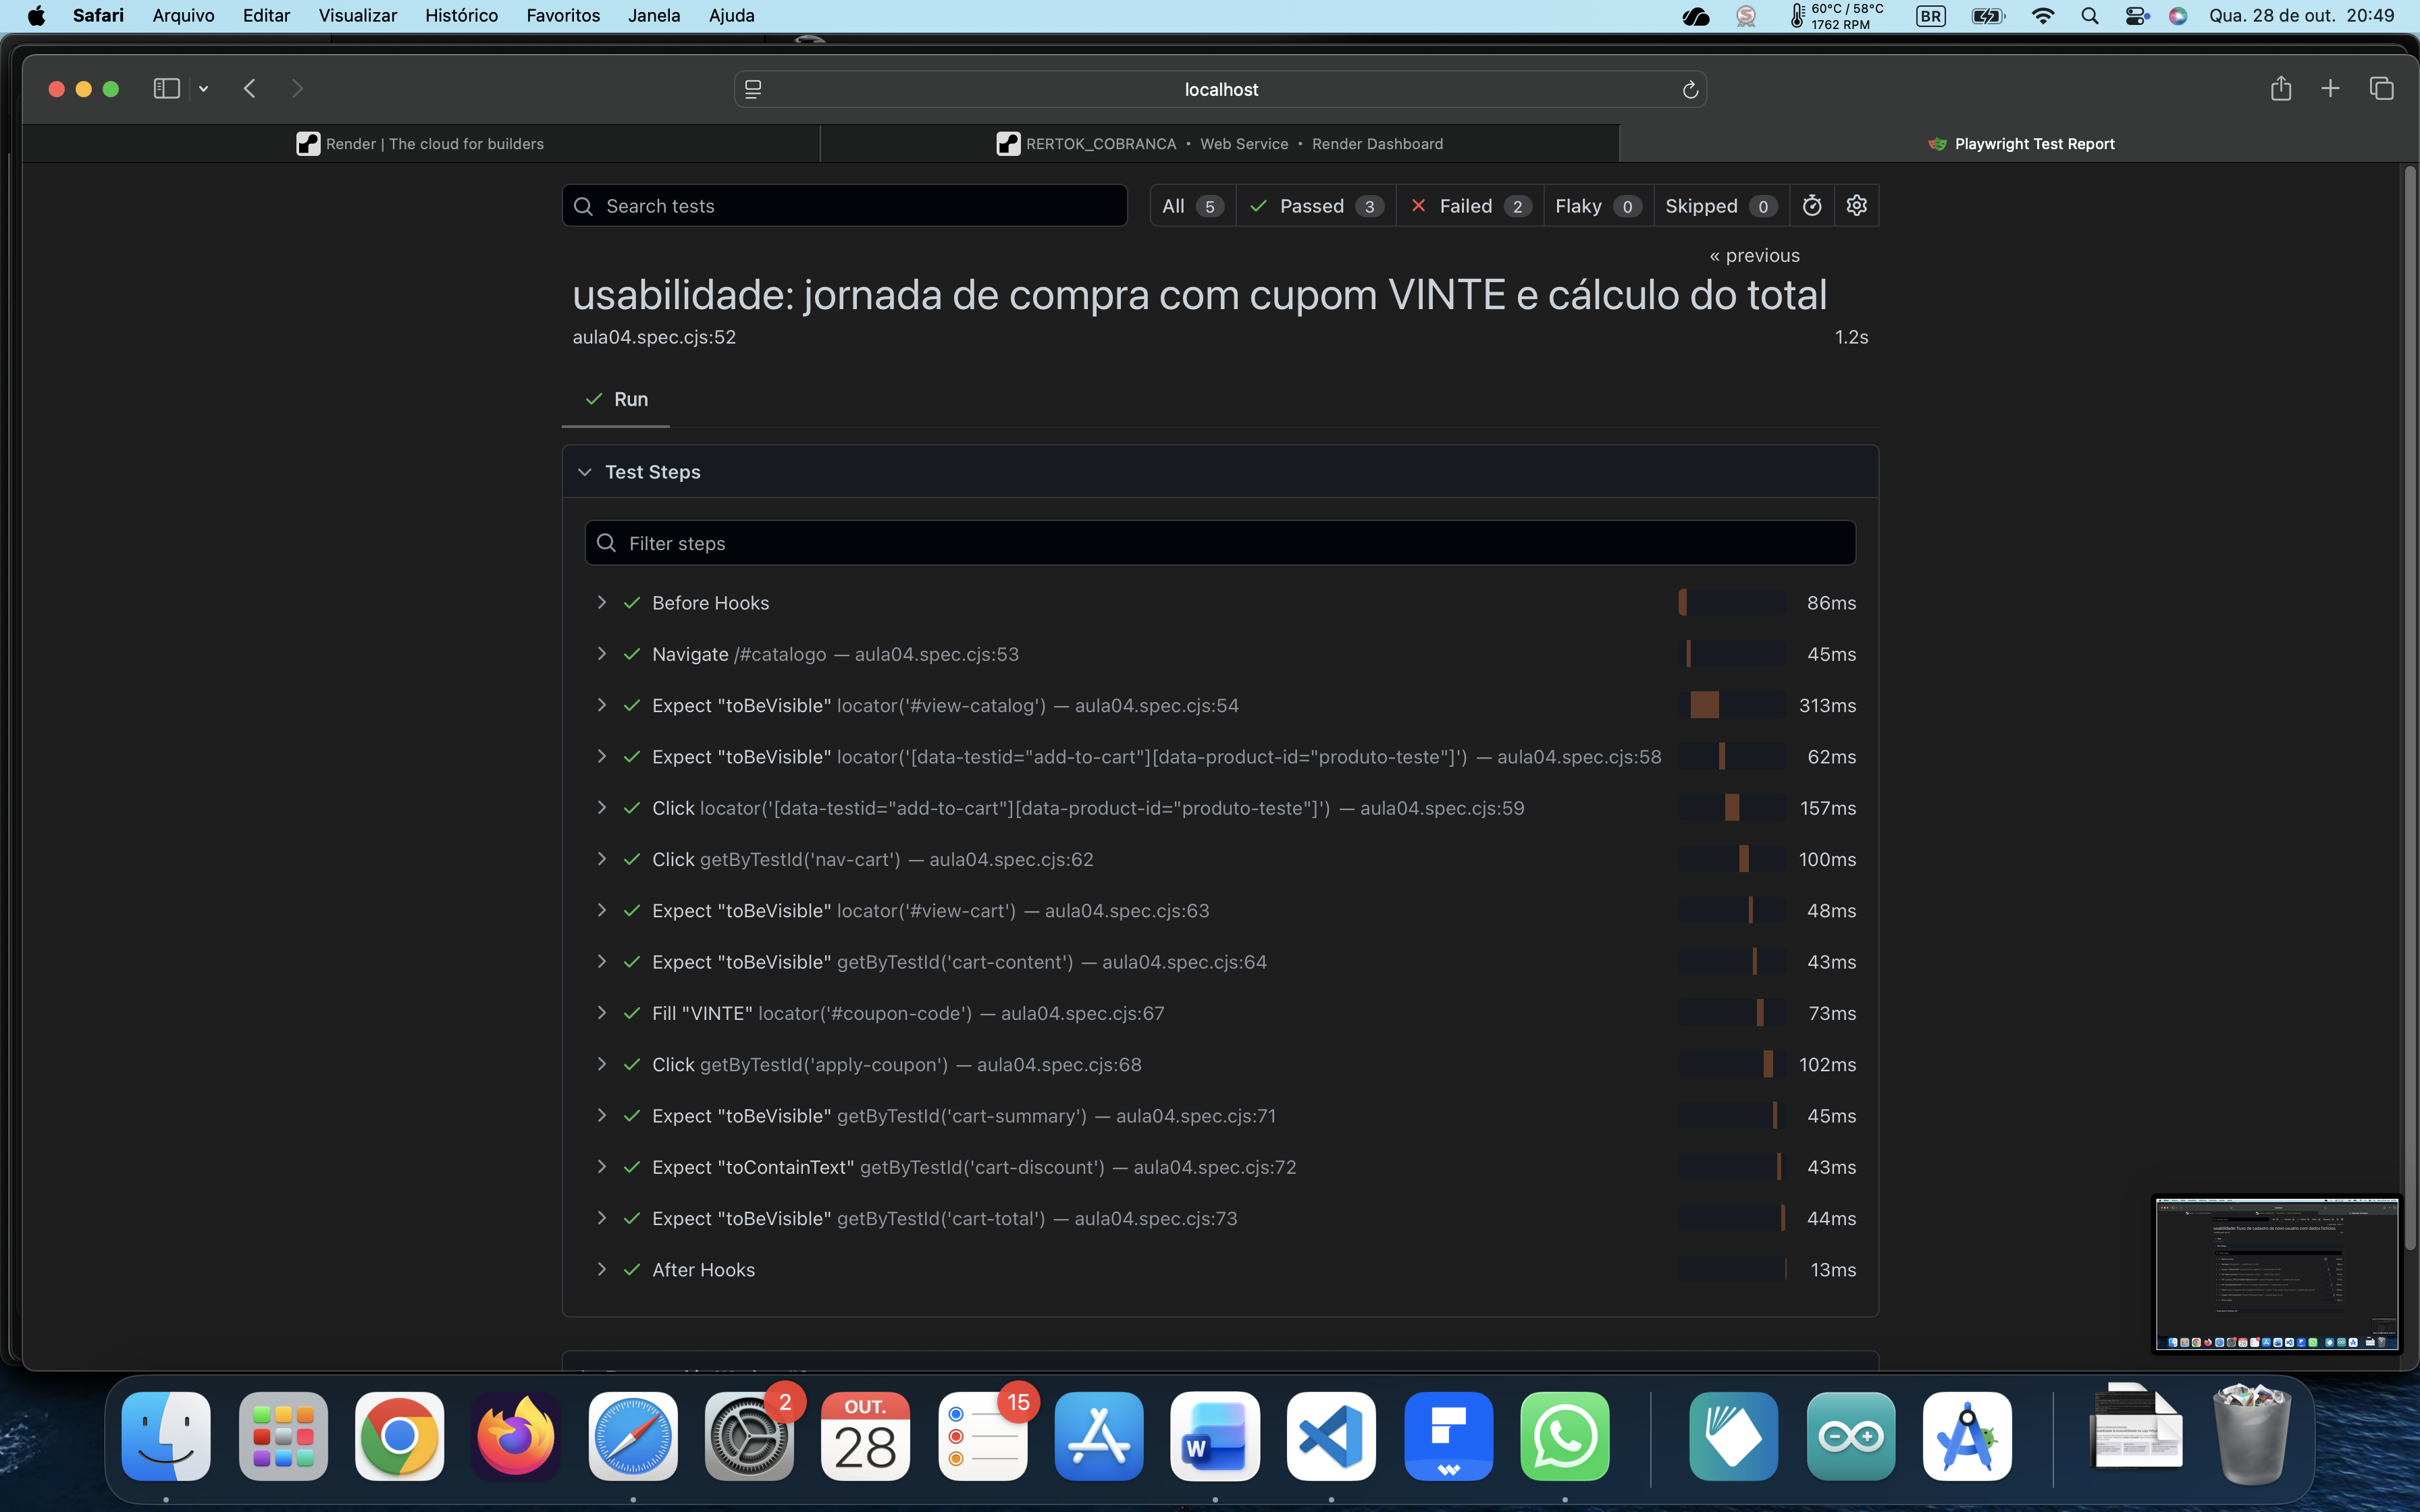 Safari Arquivo Editar Visualizar Histórico Favoritos Janela Ajuda 60°C / 58°C 1762 RPM BR Qua. 28 de out. 20:49
localhost
Render | The cloud for builders RERTOK_COBRANCA • Web Service • Render Dashboard Playwright Test Report
Search tests All 5 Passed 3 Failed 2 Flaky 0 Skipped 0
« previous
usabilidade: jornada de compra com cupom VINTE e cálculo do total
aula04.spec.cjs:52 1.2s
Run
Test Steps
Filter steps
Before Hooks 86ms
Navigate /#catalogo — aula04.spec.cjs:53 45ms
Expect "toBeVisible" locator('#view-catalog') — aula04.spec.cjs:54 313ms
Expect "toBeVisible" locator('[data-testid="add-to-cart"][data-product-id="produto-teste"]') — aula04.spec.cjs:58 62ms
Click locator('[data-testid="add-to-cart"][data-product-id="produto-teste"]') — aula04.spec.cjs:59 157ms
Click getByTestId('nav-cart') — aula04.spec.cjs:62 100ms
Expect "toBeVisible" locator('#view-cart') — aula04.spec.cjs:63 48ms
Expect "toBeVisible" getByTestId('cart-content') — aula04.spec.cjs:64 43ms
Fill "VINTE" locator('#coupon-code') — aula04.spec.cjs:67 73ms
Click getByTestId('apply-coupon') — aula04.spec.cjs:68 102ms
Expect "toBeVisible" getByTestId('cart-summary') — aula04.spec.cjs:71 45ms
Expect "toContainText" getByTestId('cart-discount') — aula04.spec.cjs:72 43ms
Expect "toBeVisible" getByTestId('cart-total') — aula04.spec.cjs:73 44ms
After Hooks 13ms
2 OUT. 28 15 W